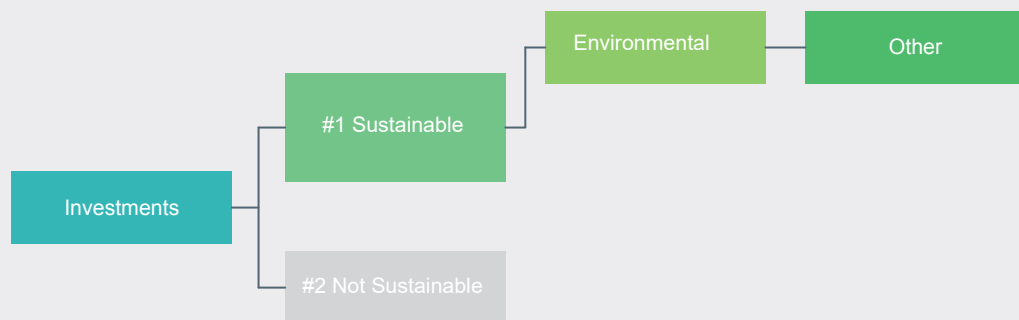 Environmental
Other
#1 Sustainable
Investments
#2 Not Sustainable